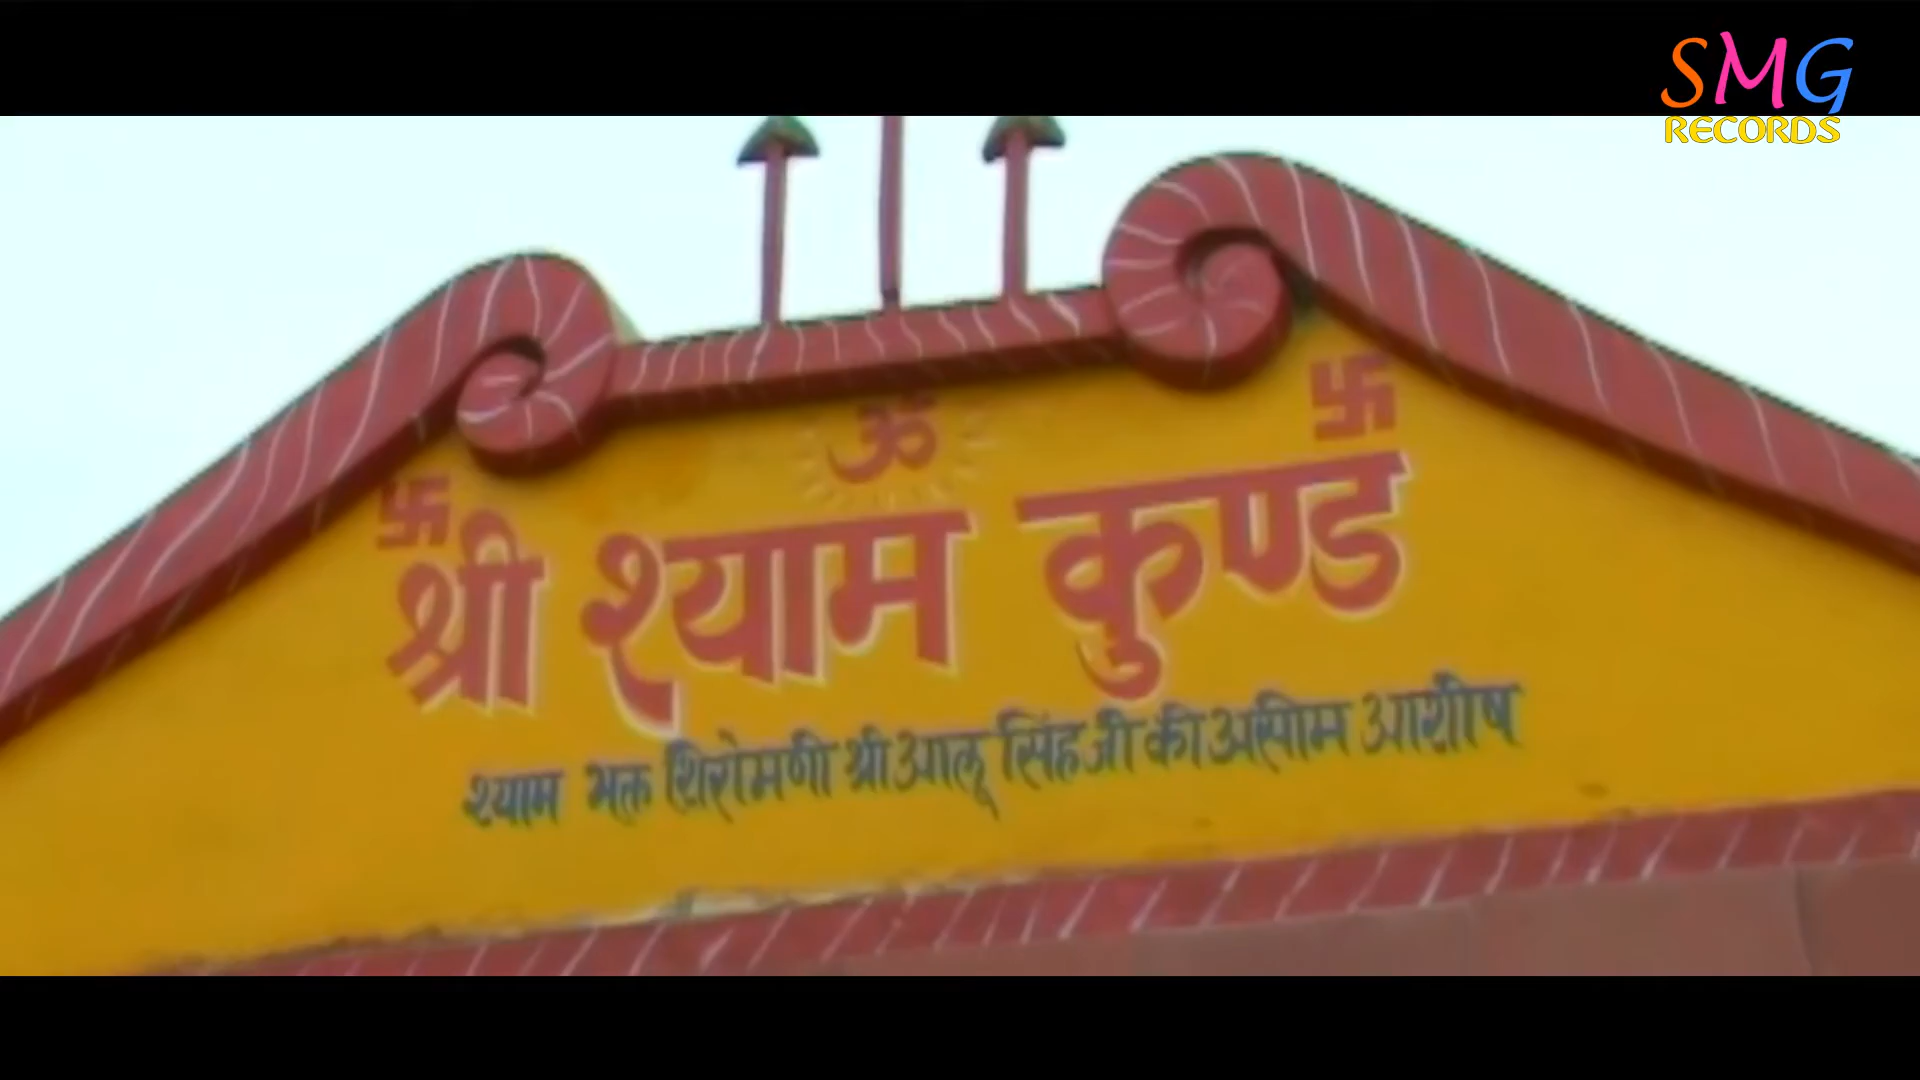 SMG
RECORDS
ॐ
श्री श्याम कुण्ड
श्याम भक्त शिरोमणी श्री आलू सिंह जी की असीम आशीष